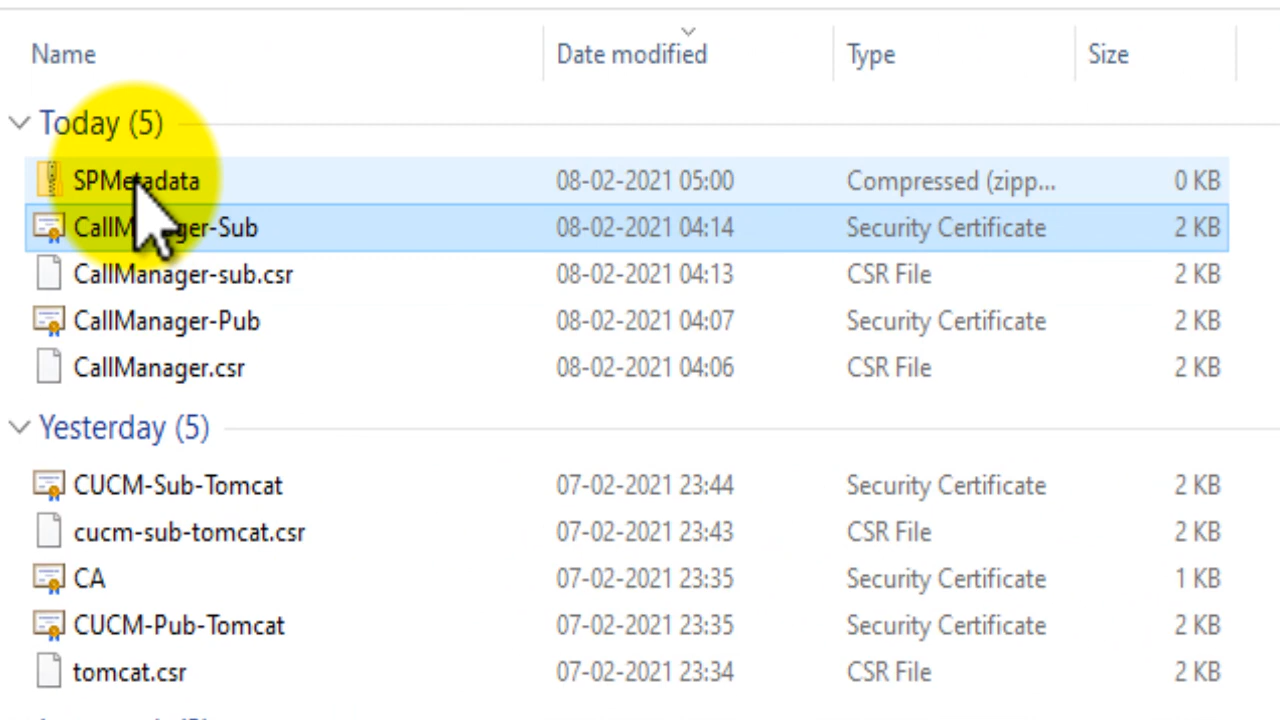 Name Date modified Type Size
Today (5)
SPMetadata 08-02-2021 05:00 Compressed (zipp... 0 KB
CallManager-Sub 08-02-2021 04:14 Security Certificate 2 KB
CallManager-sub.csr 08-02-2021 04:13 CSR File 2 KB
CallManager-Pub 08-02-2021 04:07 Security Certificate 2 KB
CallManager.csr 08-02-2021 04:06 CSR File 2 KB
Yesterday (5)
CUCM-Sub-Tomcat 07-02-2021 23:44 Security Certificate 2 KB
cucm-sub-tomcat.csr 07-02-2021 23:43 CSR File 2 KB
CA 07-02-2021 23:35 Security Certificate 1 KB
CUCM-Pub-Tomcat 07-02-2021 23:35 Security Certificate 2 KB
tomcat.csr 07-02-2021 23:34 CSR File 2 KB